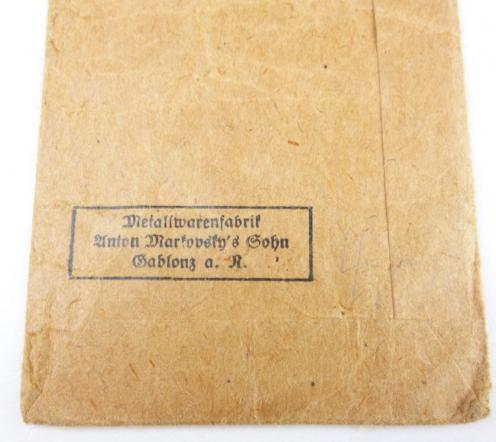 Metallwarenfabrik
Anton Markovsky's Sohn
Gablonz a. N.